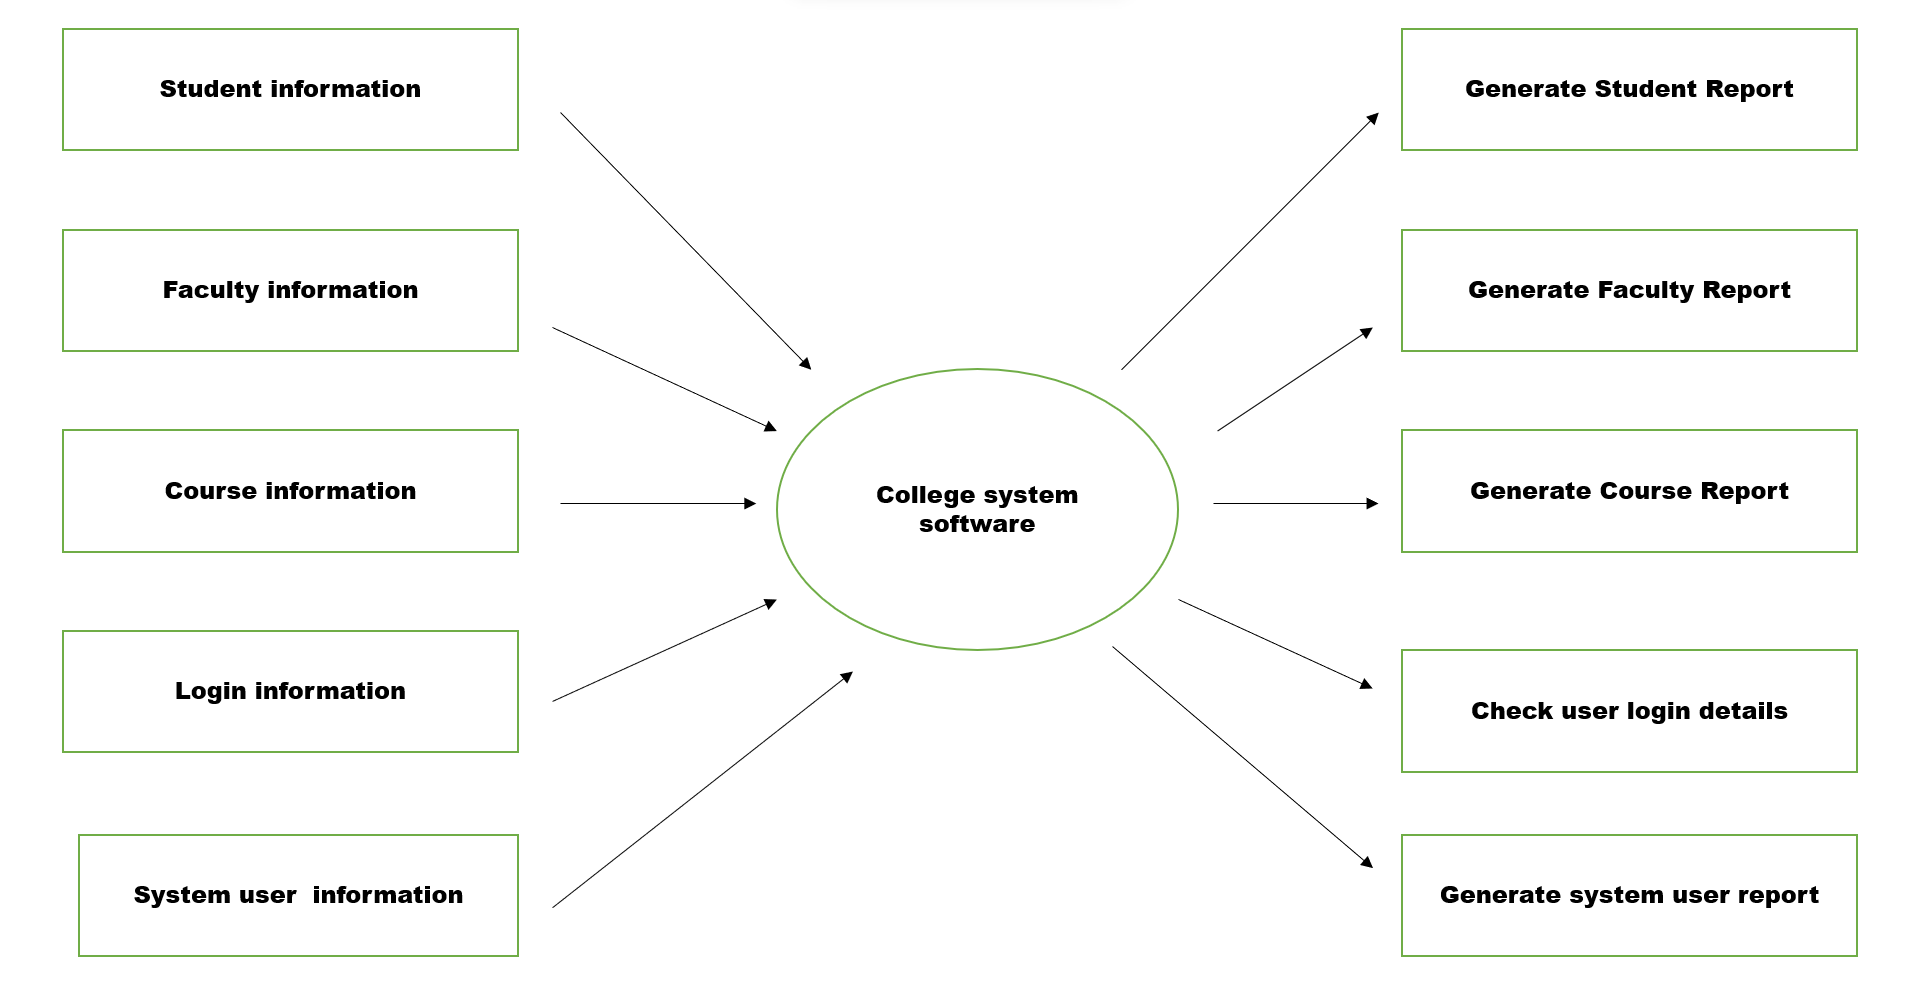 Student information
Faculty information
Course information
Login information
System user  information
College system
software
Generate Student Report
Generate Faculty Report
Generate Course Report
Check user login details
Generate system user report